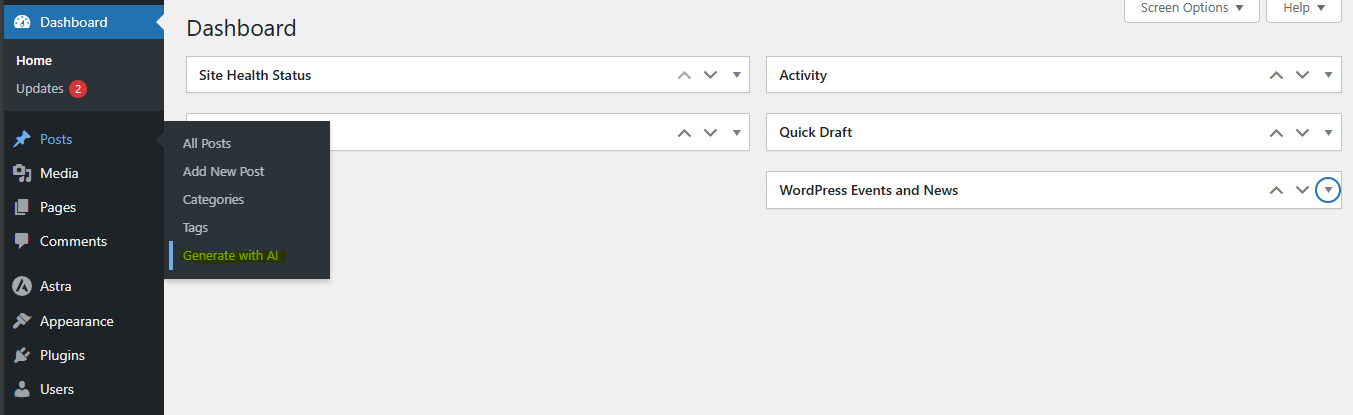 Dashboard
Home
Updates 2
Posts
Media
Pages
Comments
Astra
Appearance
Plugins
Users
All Posts
Add New Post
Categories
Tags
Generate with AI
Screen Options
Help
Dashboard
Site Health Status
Activity
Quick Draft
WordPress Events and News